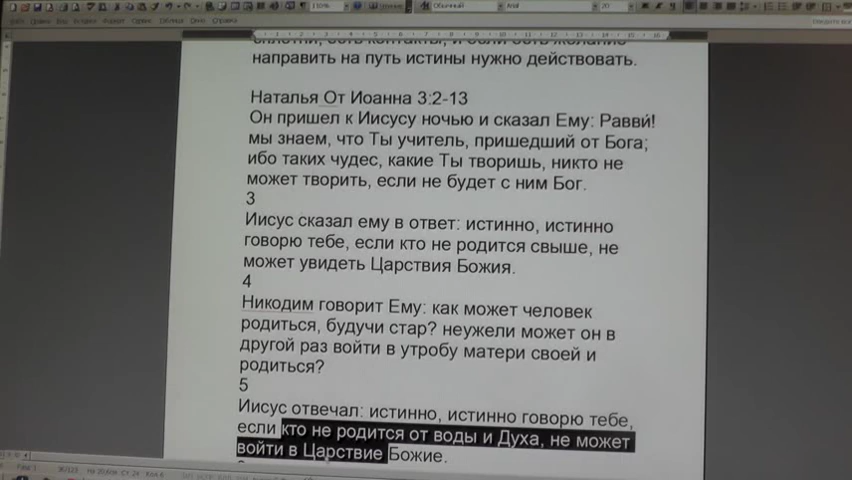 Обычный
Arial
20
направить на путь истины нужно действовать.
Наталья От Иоанна 3:2-13
Он пришел к Иисусу ночью и сказал Ему: Равви́!
мы знаем, что Ты учитель, пришедший от Бога;
ибо таких чудес, какие Ты творишь, никто не
может творить, если не будет с ним Бог.
3
Иисус сказал ему в ответ: истинно, истинно
говорю тебе, если кто не родится свыше, не
может увидеть Царствия Божия.
4
Никодим говорит Ему: как может человек
родиться, будучи стар? неужели может он в
другой раз войти в утробу матери своей и
родиться?
5
Иисус отвечал: истинно, истинно говорю тебе,
если кто не родится от воды и Духа, не может
войти в Царствие Божие.